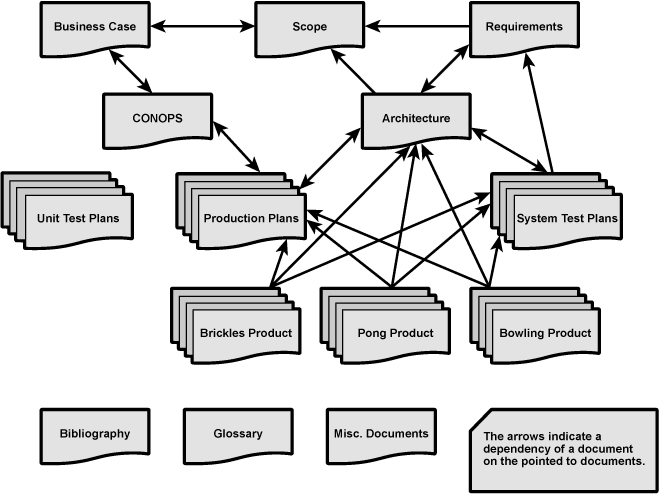 Business Case
Scope
Requirements
CONOPS
Architecture
Unit Test Plans
Production Plans
System Test Plans
Brickles Product
Pong Product
Bowling Product
Bibliography
Glossary
Misc. Documents
The arrows indicate a
dependency of a document
on the pointed to documents.